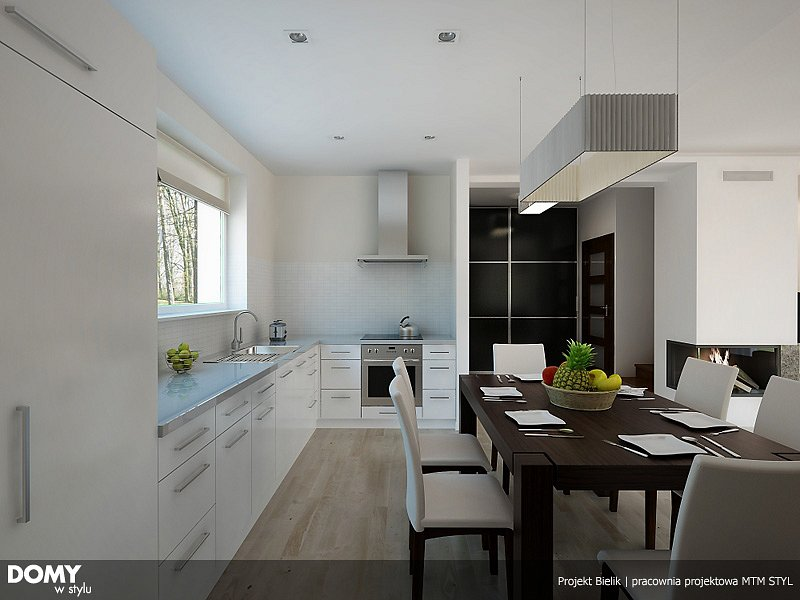 DOMY
w stylu
Projekt Bielik | pracownia projektowa MTM STYL